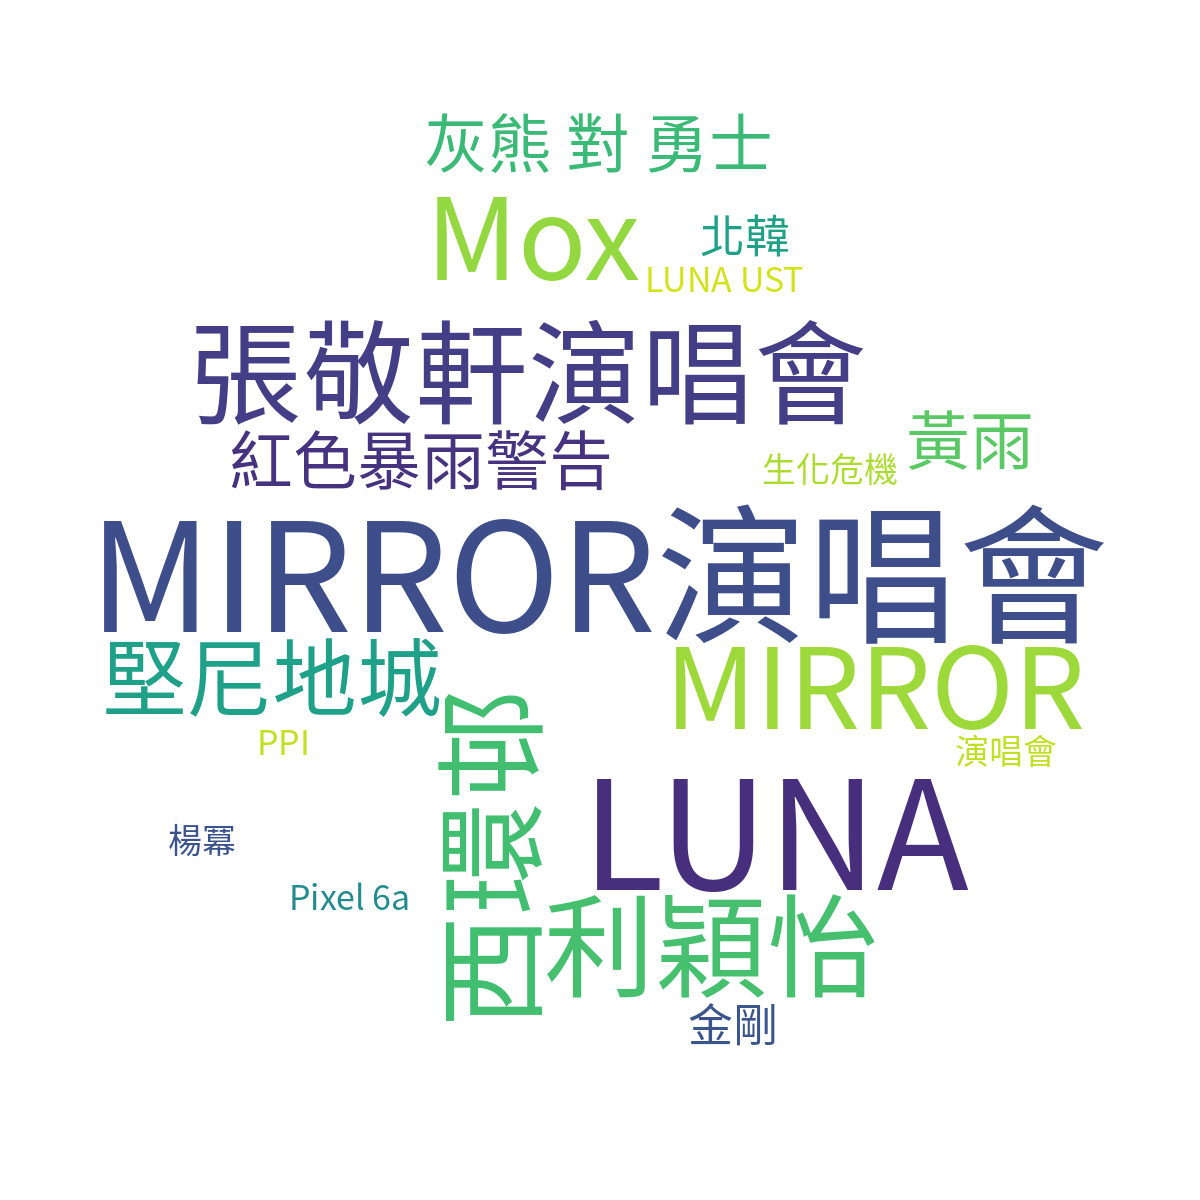 灰熊 對 勇士
Mox
北韓
LUNA UST
張敬軒演唱會
紅色暴雨警告
黃雨
生化危機
MIRROR演唱會
堅尼地城
MIRROR
PPI
演唱會
西環邨
LUNA
楊冪
Pixel 6a
利穎怡
金剛